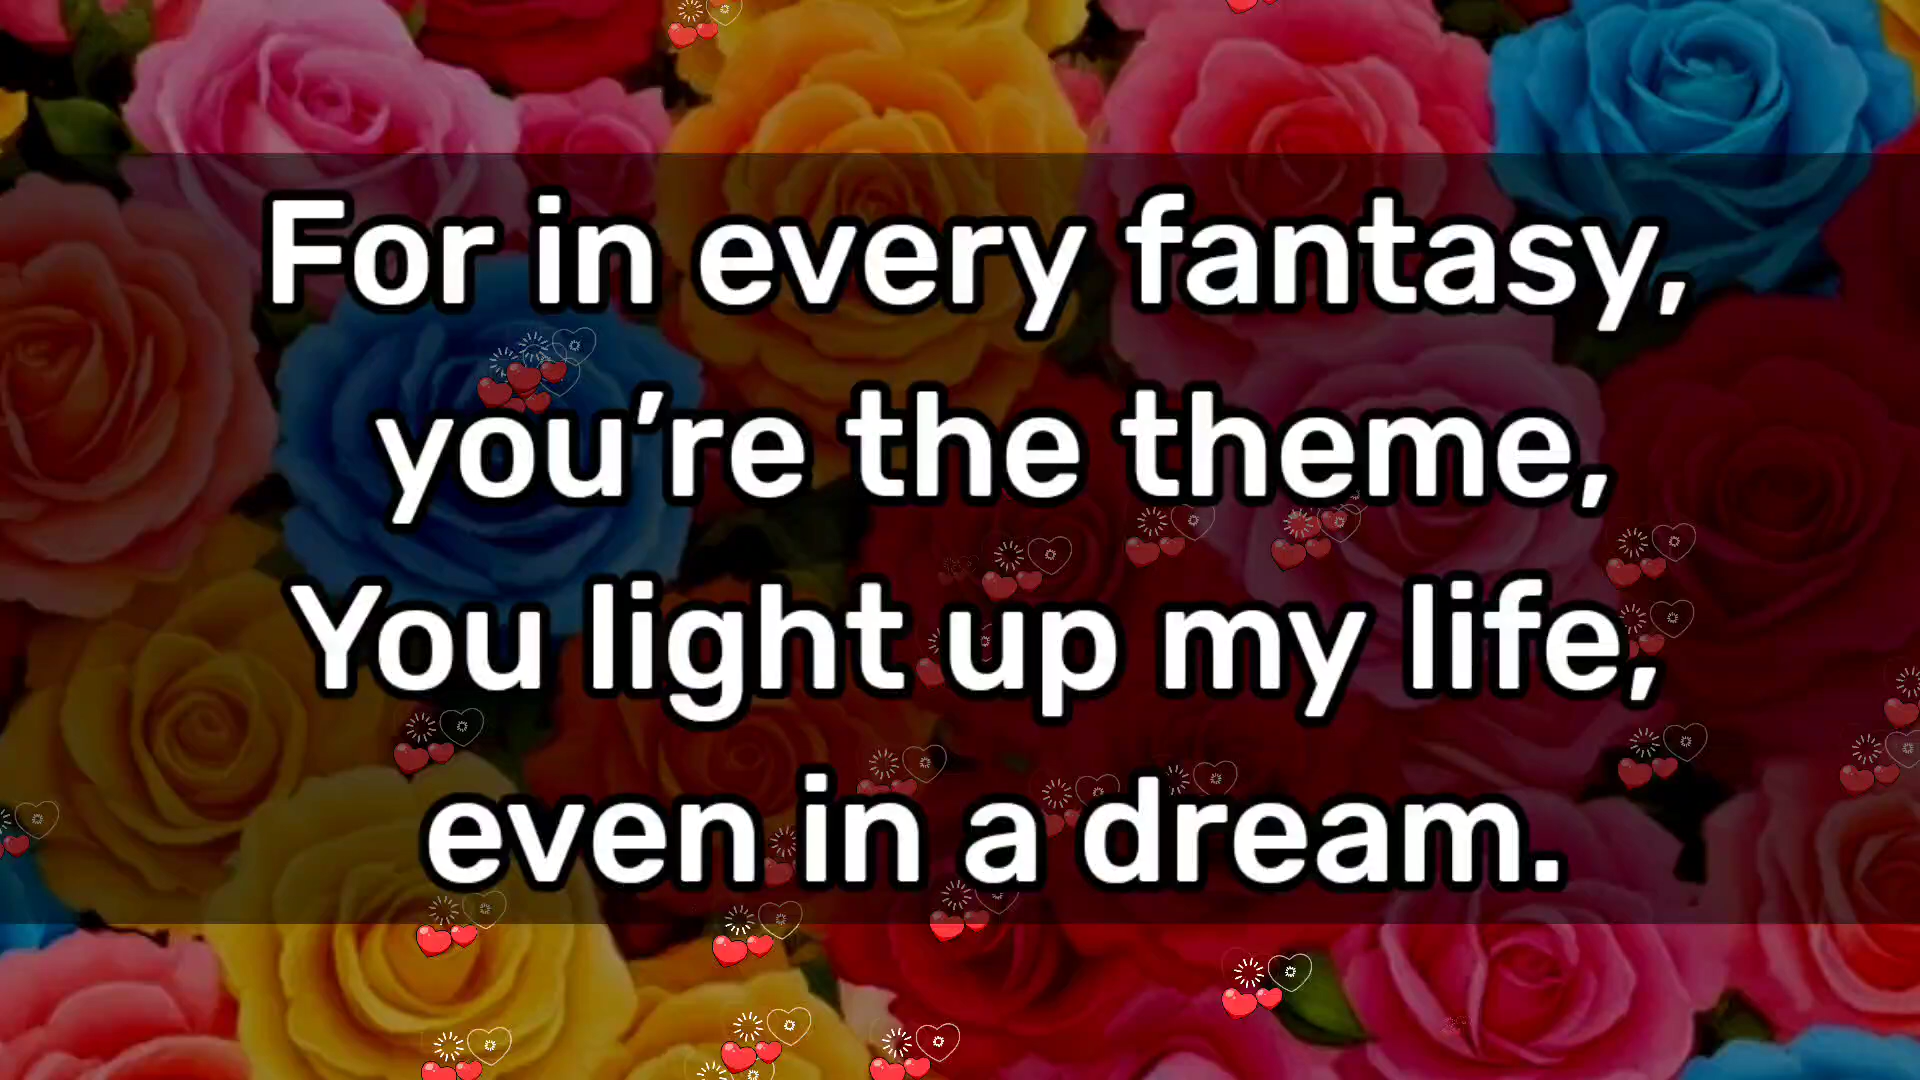 For in every fantasy,
you’re the theme,
You light up my life,
even in a dream.